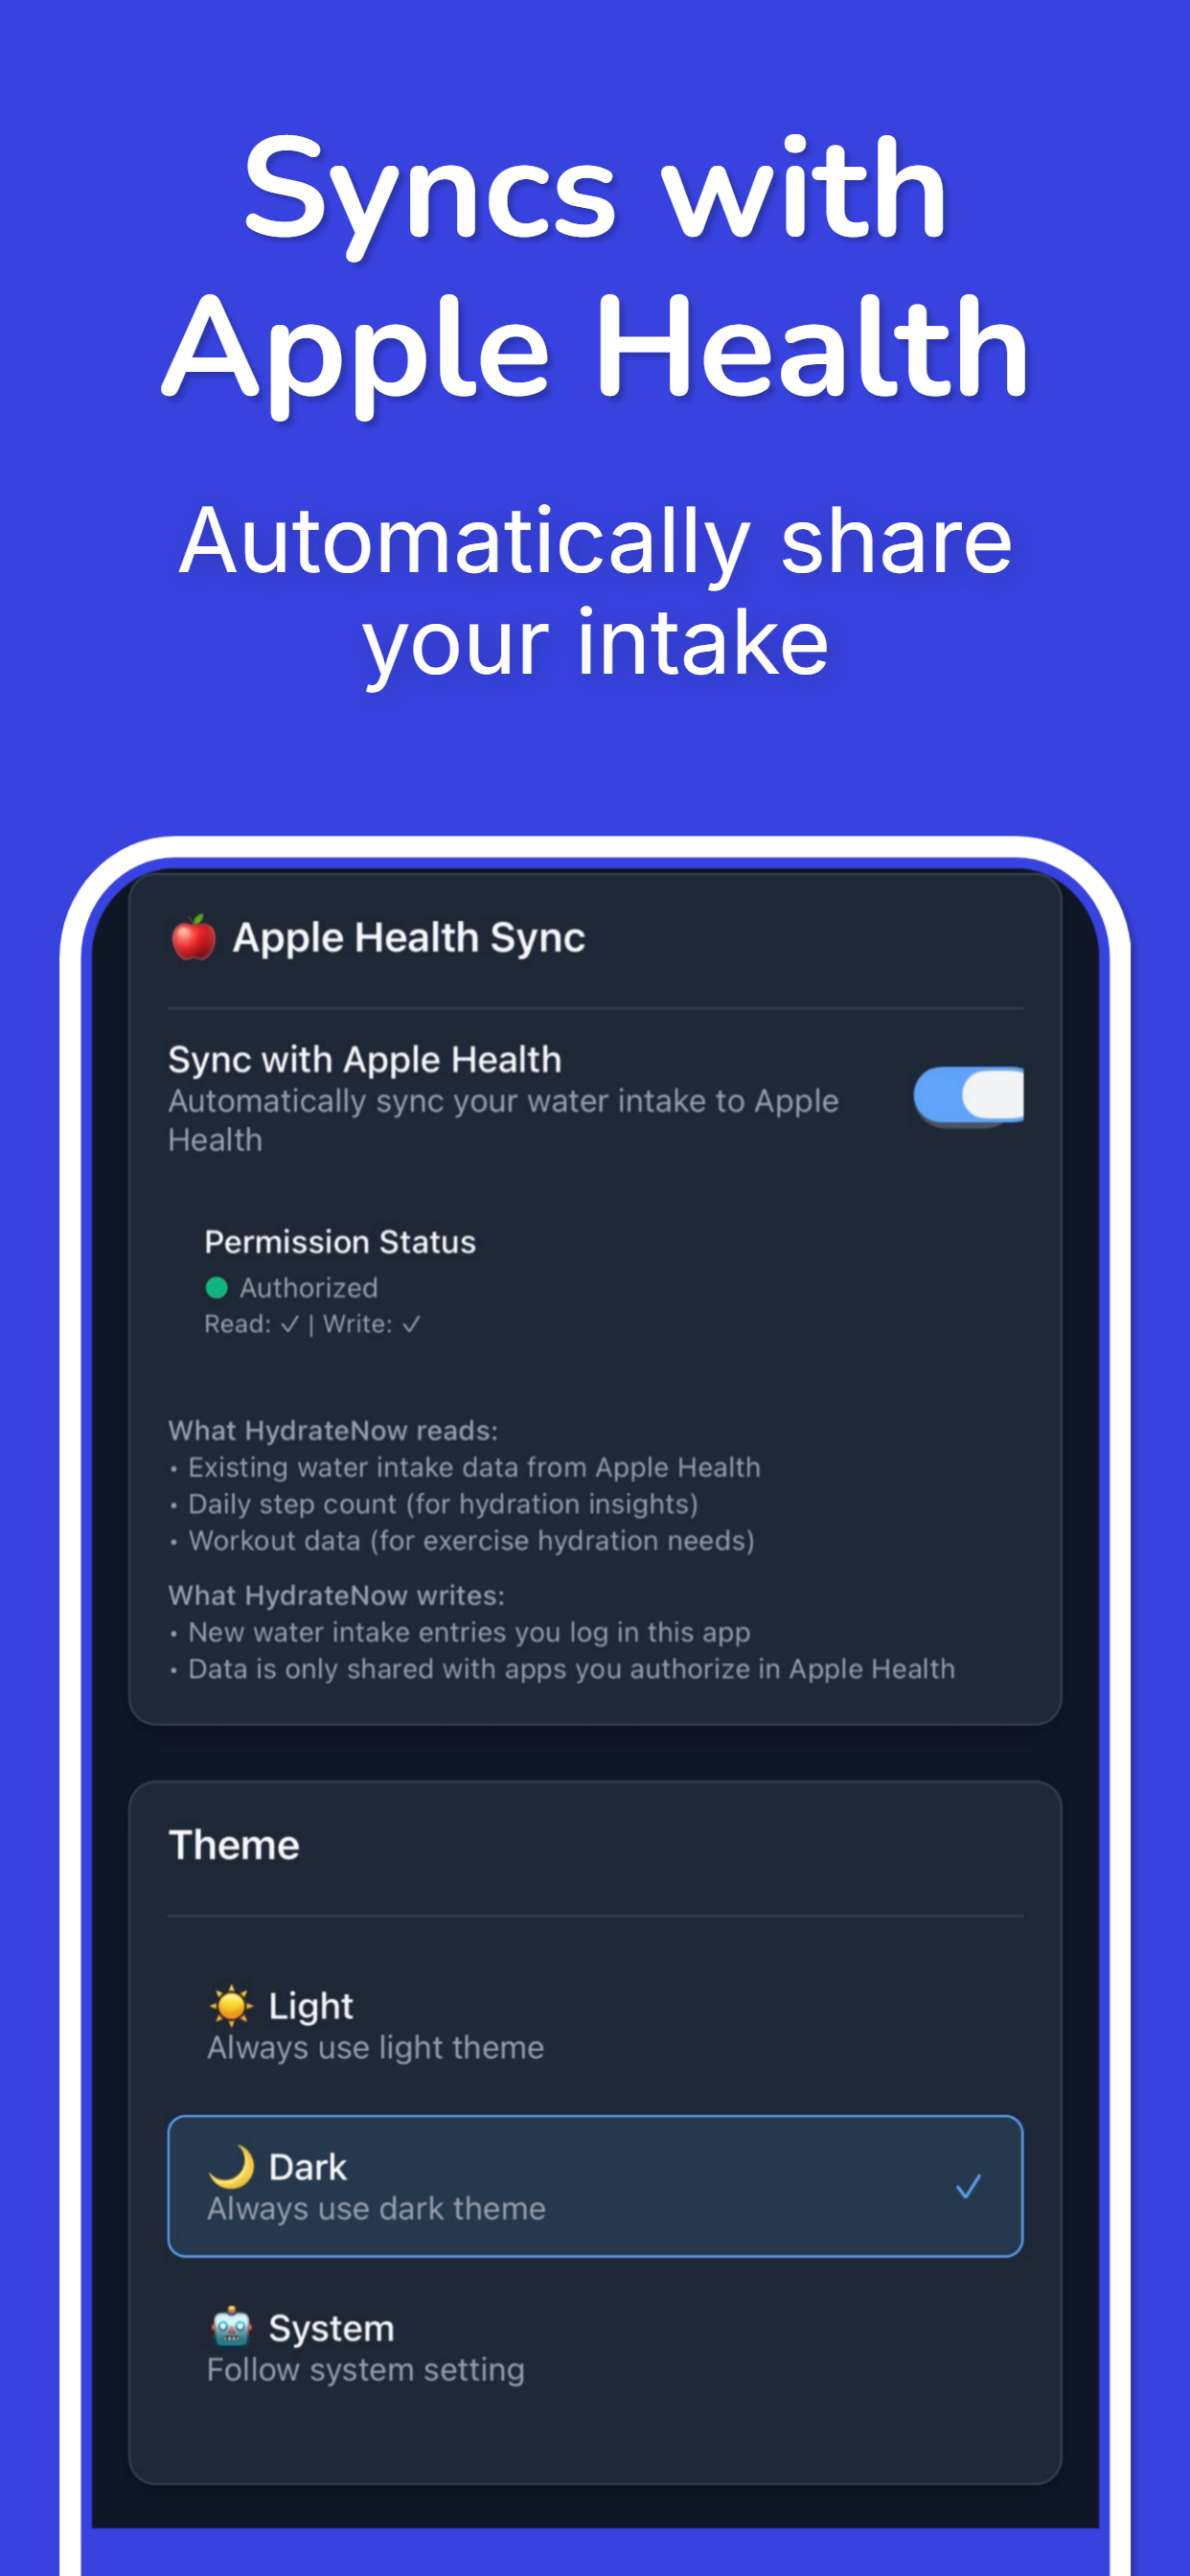 Syncs with
Apple Health
Automatically share
your intake
🍎 Apple Health Sync
Sync with Apple Health
Automatically sync your water intake to Apple
Health
Permission Status
Authorized
Read: ✓ | Write: ✓
What HydrateNow reads:
• Existing water intake data from Apple Health
• Daily step count (for hydration insights)
• Workout data (for exercise hydration needs)
What HydrateNow writes:
• New water intake entries you log in this app
• Data is only shared with apps you authorize in Apple Health
Theme
☀️ Light
Always use light theme
🌙 Dark
Always use dark theme
✓
🤖 System
Follow system setting